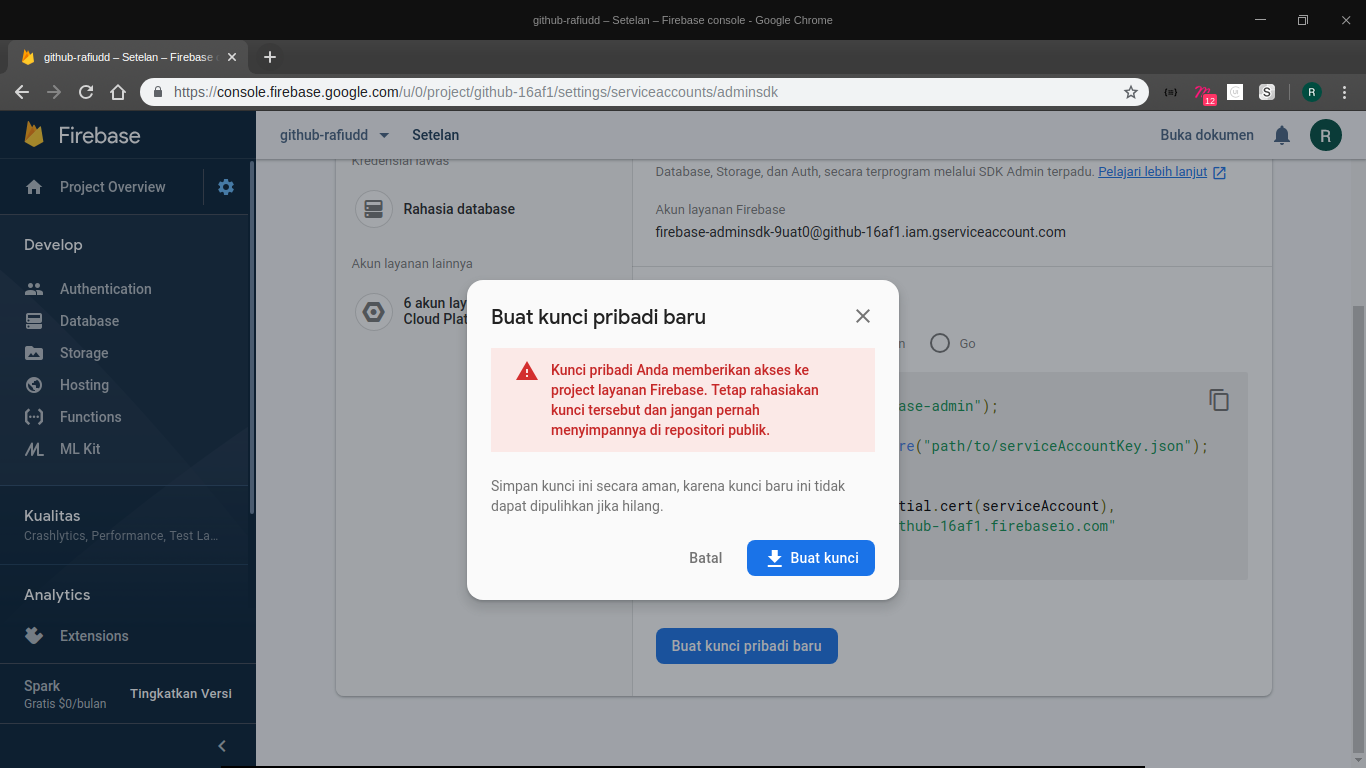 github-rafiudd – Setelan – Firebase console - Google Chrome
github-rafiudd – Setelan – Firebase
https://console.firebase.google.com/u/0/project/github-16af1/settings/serviceaccounts/adminsdk
12
S
R
Firebase
github-rafiudd
Setelan
Buka dokumen
R
Project Overview
Develop
Authentication
Database
Storage
Hosting
Functions
ML Kit
Kualitas
Crashlytics, Performance, Test La...
Analytics
Extensions
Spark
Gratis $0/bulan
Tingkatkan Versi
Kredensial lawas
Rahasia database
Akun layanan lainnya
6 akun lay
Cloud Plat
Database, Storage, dan Auth, secara terprogram melalui SDK Admin terpadu. Pelajari lebih lanjut
Akun layanan Firebase
firebase-adminsdk-9uat0@github-16af1.iam.gserviceaccount.com
n
Go
ase-admin");
re("path/to/serviceAccountKey.json");
tial.cert(serviceAccount),
thub-16af1.firebaseio.com"
Buat kunci pribadi baru
Buat kunci pribadi baru
Kunci pribadi Anda memberikan akses ke
project layanan Firebase. Tetap rahasiakan
kunci tersebut dan jangan pernah
menyimpannya di repositori publik.
Simpan kunci ini secara aman, karena kunci baru ini tidak
dapat dipulihkan jika hilang.
Batal
Buat kunci